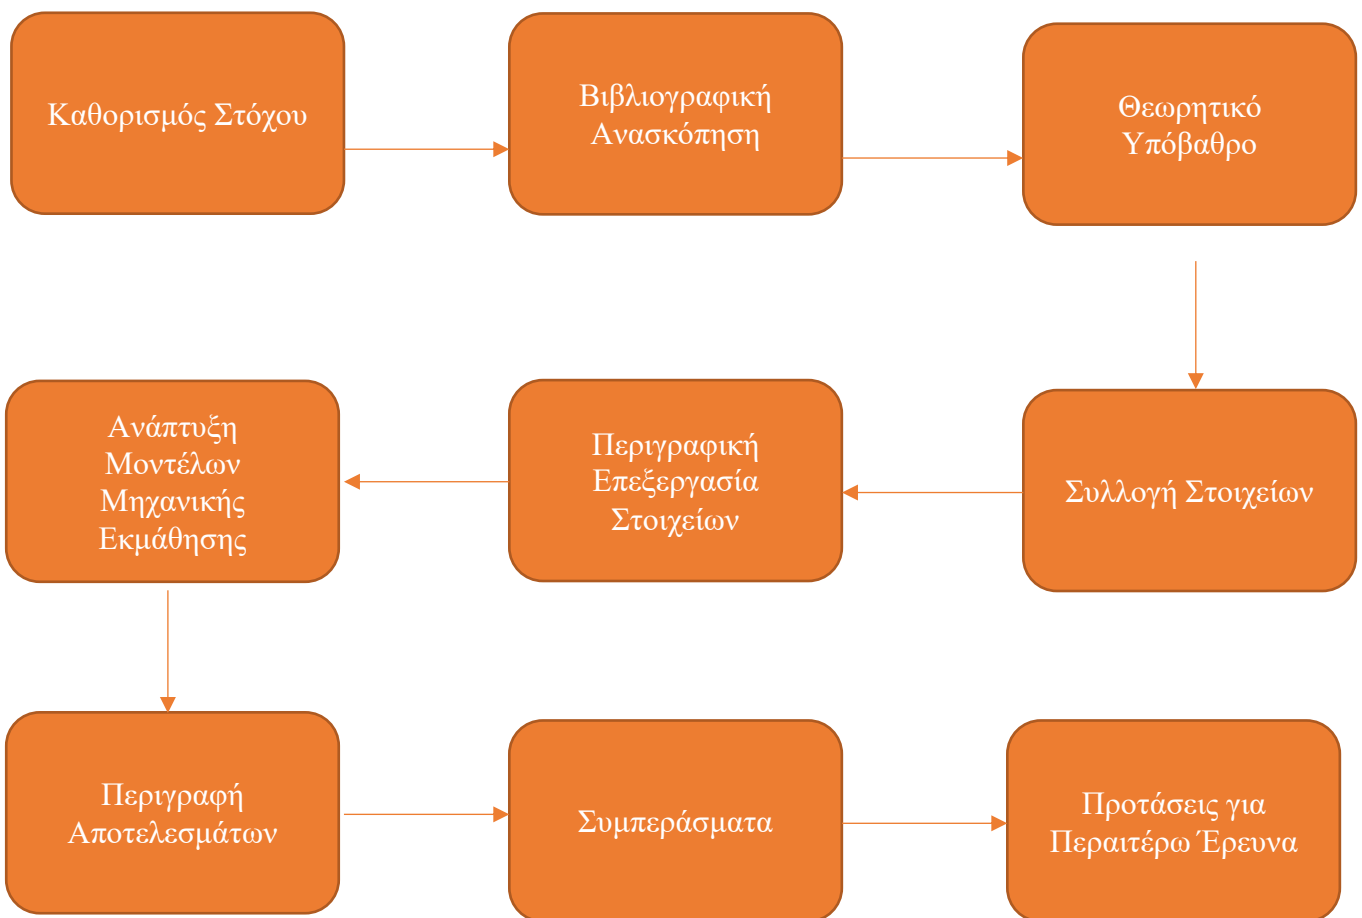 Καθορισμός Στόχου
Βιβλιογραφική
Ανασκόπηση
Θεωρητικό
Υπόβαθρο
Συλλογή Στοιχείων
Περιγραφική
Επεξεργασία
Στοιχείων
Ανάπτυξη
Μοντέλων
Μηχανικής
Εκμάθησης
Περιγραφή
Αποτελεσμάτων
Συμπεράσματα
Προτάσεις για
Περαιτέρω Έρευνα